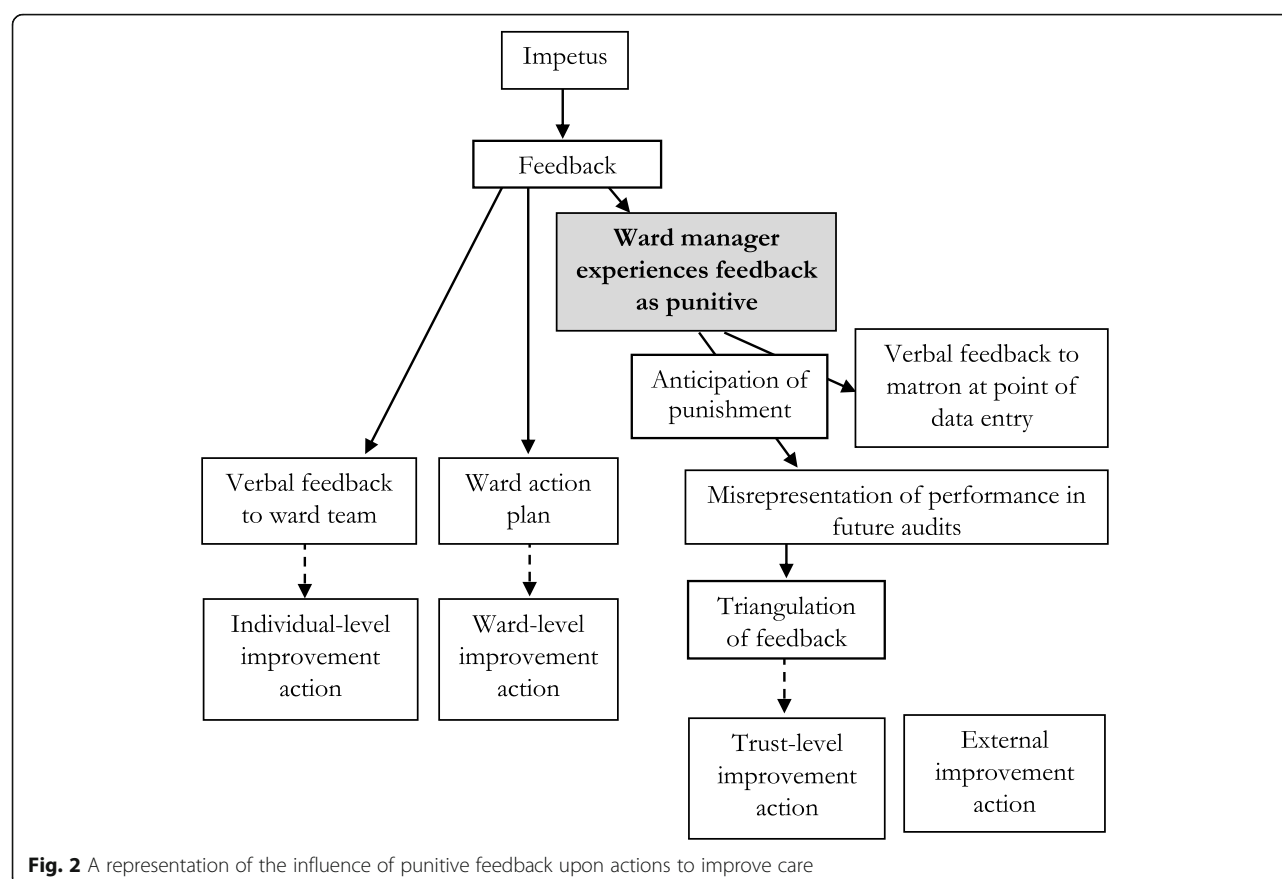 Impetus
Feedback
Ward manager
experiences feedback
as punitive
Anticipation of
punishment
Verbal feedback to
matron at point of
data entry
Verbal feedback
to ward team
Ward action
plan
Misrepresentation of performance in
future audits
Individual-level
improvement
action
Ward-level
improvement
action
Triangulation
of feedback
Trust-level
improvement
action
External
improvement
action
Fig. 2 A representation of the influence of punitive feedback upon actions to improve care